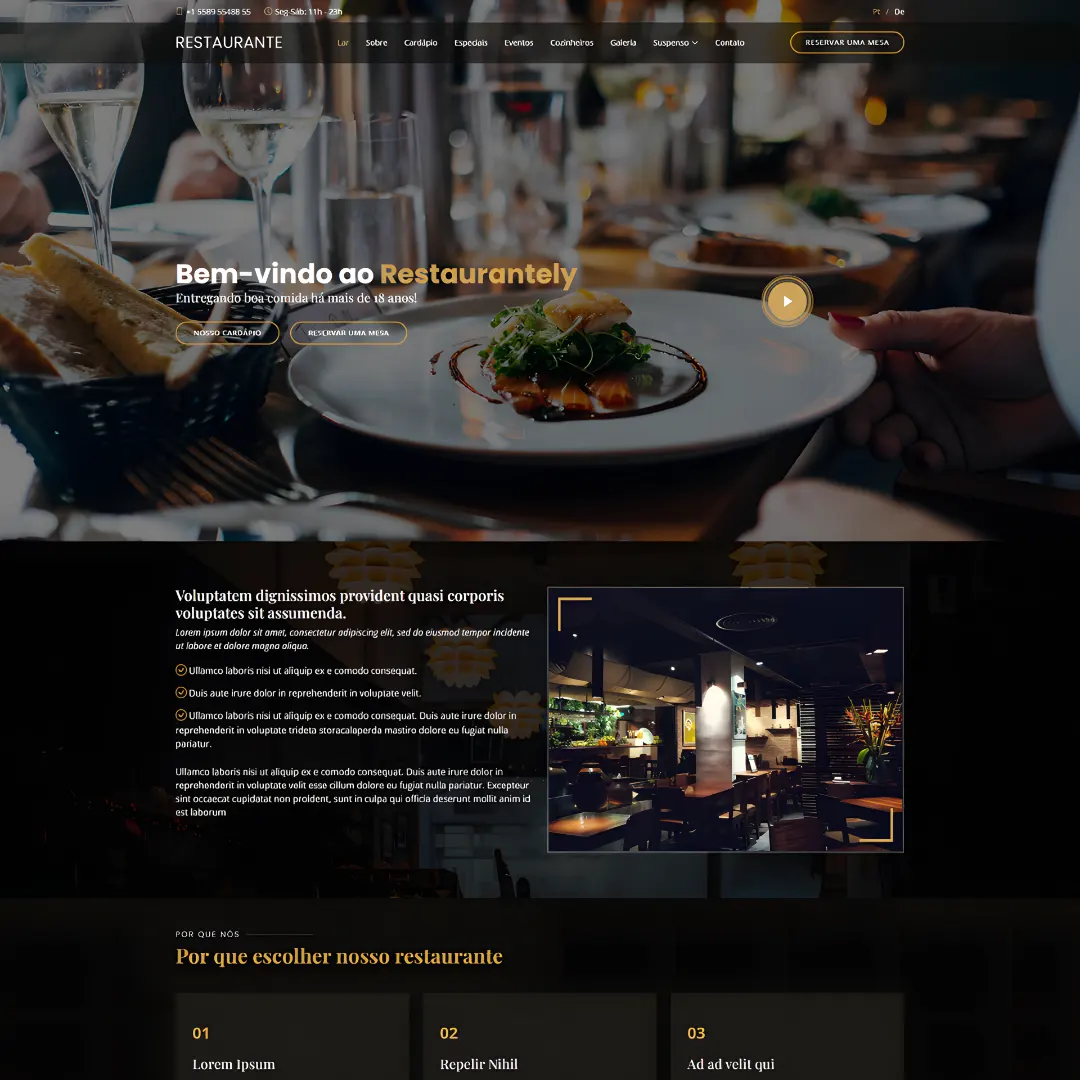 +1 5589 55488 55 Seg-Sáb: 11h - 23h Pt / De
RESTAURANTE Lar Sobre Cardápio Especiais Eventos Cozinheiros Galeria Suspenso Contato RESERVAR UMA MESA
Bem-vindo ao Restaurantely
Entregando boa comida há mais de 18 anos!
NOSSO CARDÁPIO RESERVAR UMA MESA
Voluptatem dignissimos provident quasi corporis
voluptates sit assumenda.
Lorem ipsum dolor sit amet, consectetur adipiscing elit, sed do eiusmod tempor incidente
ut labore et dolore magna aliqua.
Ullamco laboris nisi ut aliquip ex e comodo consequat.
Duis aute irure dolor in reprehenderit in voluptate velit.
Ullamco laboris nisi ut aliquip ex e comodo consequat. Duis aute irure dolor in
reprehenderit in voluptate trideta storacalaperda mastiro dolore eu fugiat nulla
pariatur.
Ullamco laboris nisi ut aliquip ex e comodo consequat. Duis aute irure dolor in
reprehenderit in voluptate velit esse cillum dolore eu fugiat nulla pariatur. Excepteur
sint occaecat cupidatat non proident, sunt in culpa qui officia deserunt mollit anim id
est laborum
POR QUE NÓS
Por que escolher nosso restaurante
01 02 03
Lorem Ipsum Repelir Nihil Ad ad velit qui